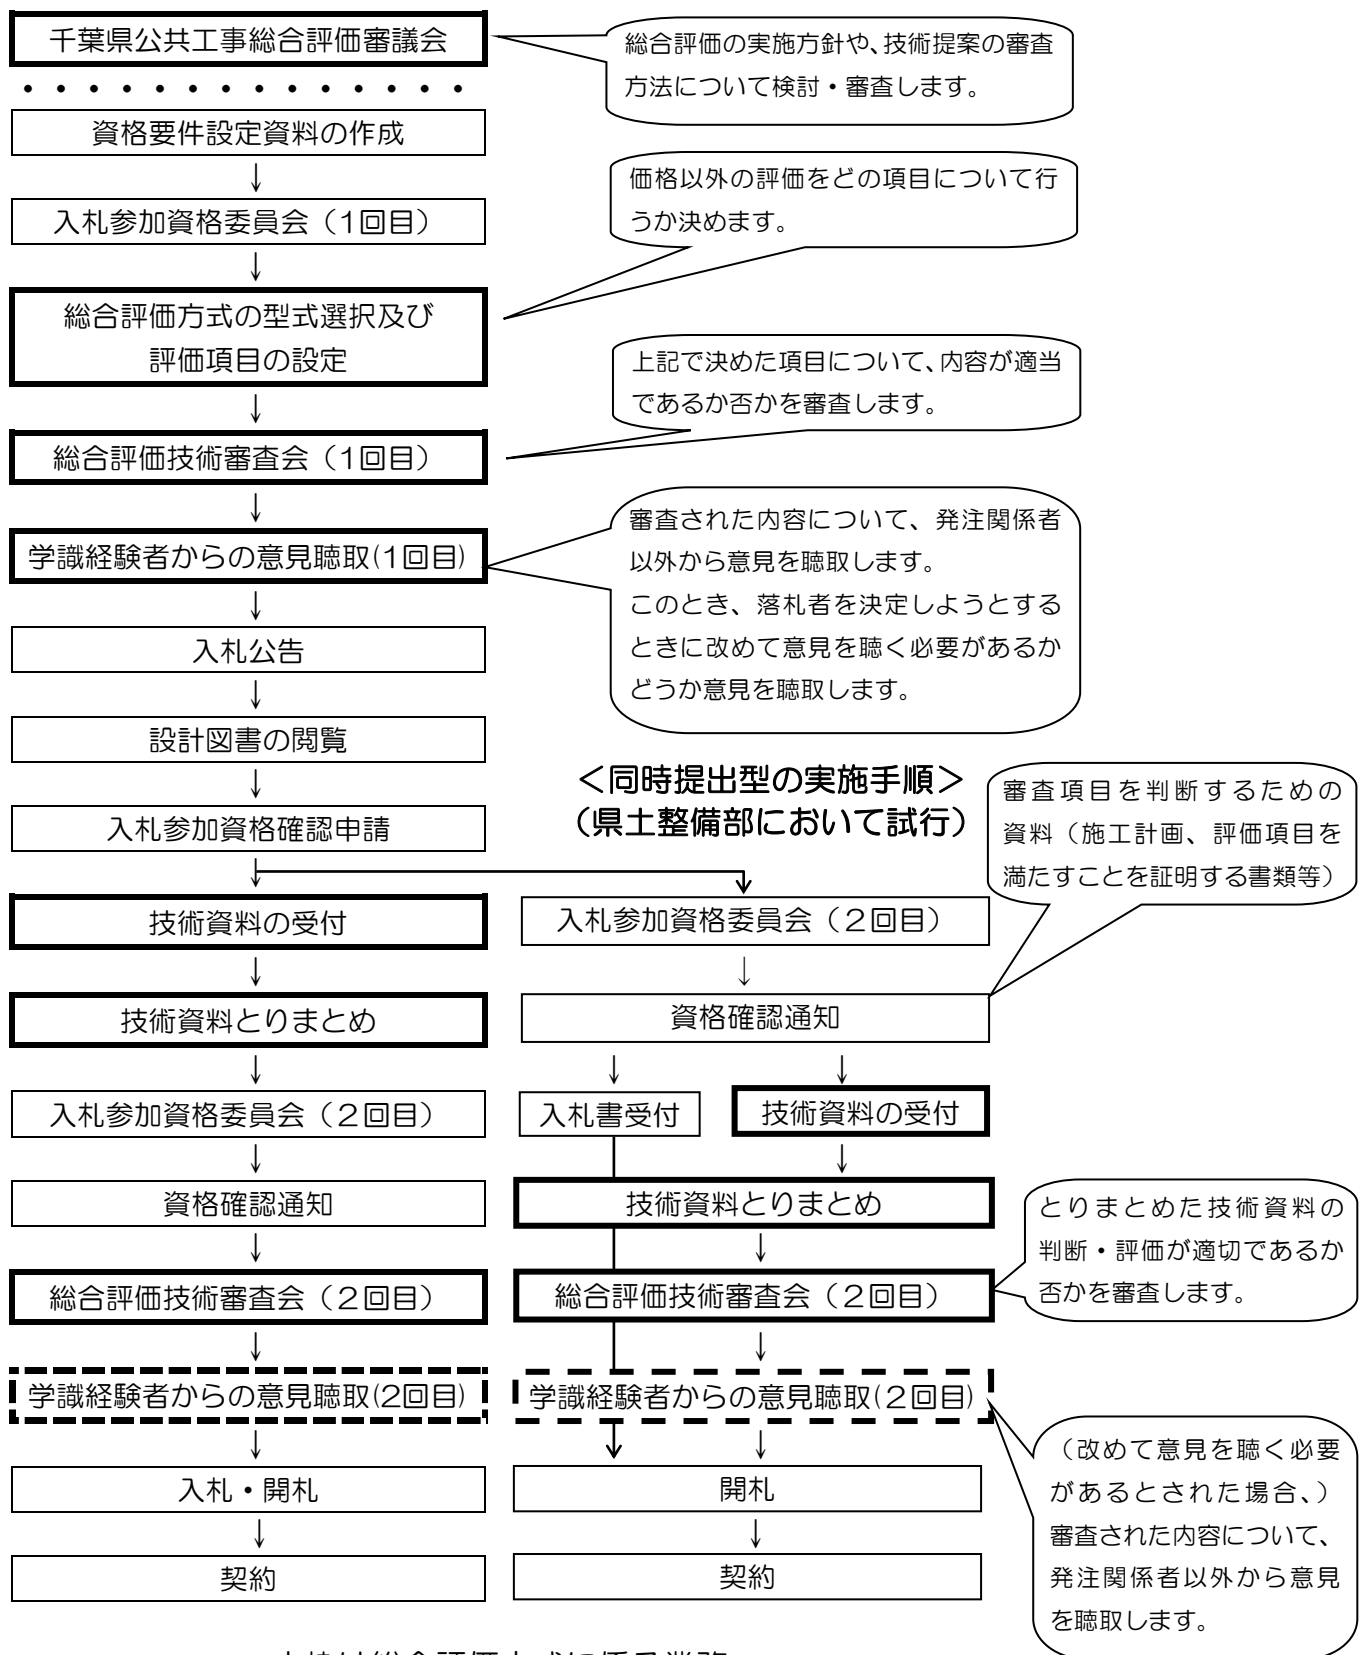 千葉県公共工事総合評価審議会
総合評価の実施方針や、技術提案の審査
方法について検討・審査します。
資格要件設定資料の作成
↓
入札参加資格委員会（1回目）
価格以外の評価をどの項目について行
うか決めます。
↓
総合評価方式の型式選択及び
評価項目の設定
上記で決めた項目について、内容が適当
であるか否かを審査します。
↓
総合評価技術審査会（1回目）
↓
学識経験者からの意見聴取(1回目)
審査された内容について、発注関係者
以外から意見を聴取します。
このとき、落札者を決定しようとする
ときに改めて意見を聴く必要があるか
どうか意見を聴取します。
↓
入札公告
↓
設計図書の閲覧
↓
入札参加資格確認申請
＜同時提出型の実施手順＞
（県土整備部において試行）
審査項目を判断するための
資料（施工計画、評価項目を
満たすことを証明する書類等）
技術資料の受付
↓
技術資料とりまとめ
↓
入札参加資格委員会（２回目）
↓
資格確認通知
↓
総合評価技術審査会（２回目）
↓
学識経験者からの意見聴取(2回目)
↓
入札・開札
↓
契約
入札参加資格委員会（２回目）
↓
資格確認通知
↓ ↓
入札書受付 技術資料の受付
↓
技術資料とりまとめ
↓
総合評価技術審査会（２回目）
とりまとめた技術資料の
判断・評価が適切であるか
否かを審査します。
↓
学識経験者からの意見聴取(２回目)
（改めて意見を聴く必要
があるとされた場合、）
審査された内容について、
発注関係者以外から意見
を聴取します。
↓
開札
↓
契約